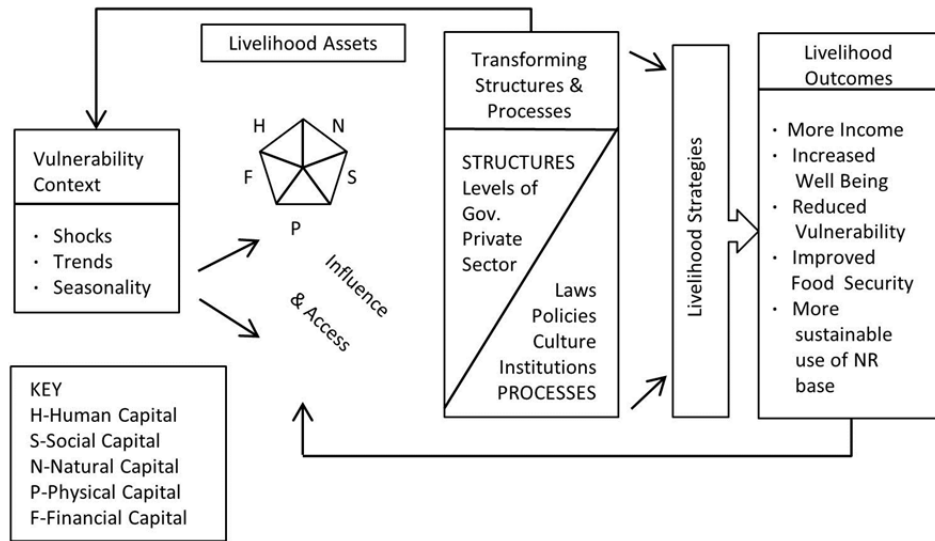 Livelihood Assets
Vulnerability
Context
· Shocks
· Trends
· Seasonality
H
N
F
S
P
Influence
& Access
Transforming
Structures &
Processes
STRUCTURES
Levels of
Gov.
Private
Sector
Laws
Policies
Culture
Institutions
PROCESSES
Livelihood Strategies
Livelihood
Outcomes
· More Income
· Increased
Well Being
· Reduced
Vulnerability
· Improved
Food Security
· More
sustainable
use of NR
base
KEY
H-Human Capital
S-Social Capital
N-Natural Capital
P-Physical Capital
F-Financial Capital